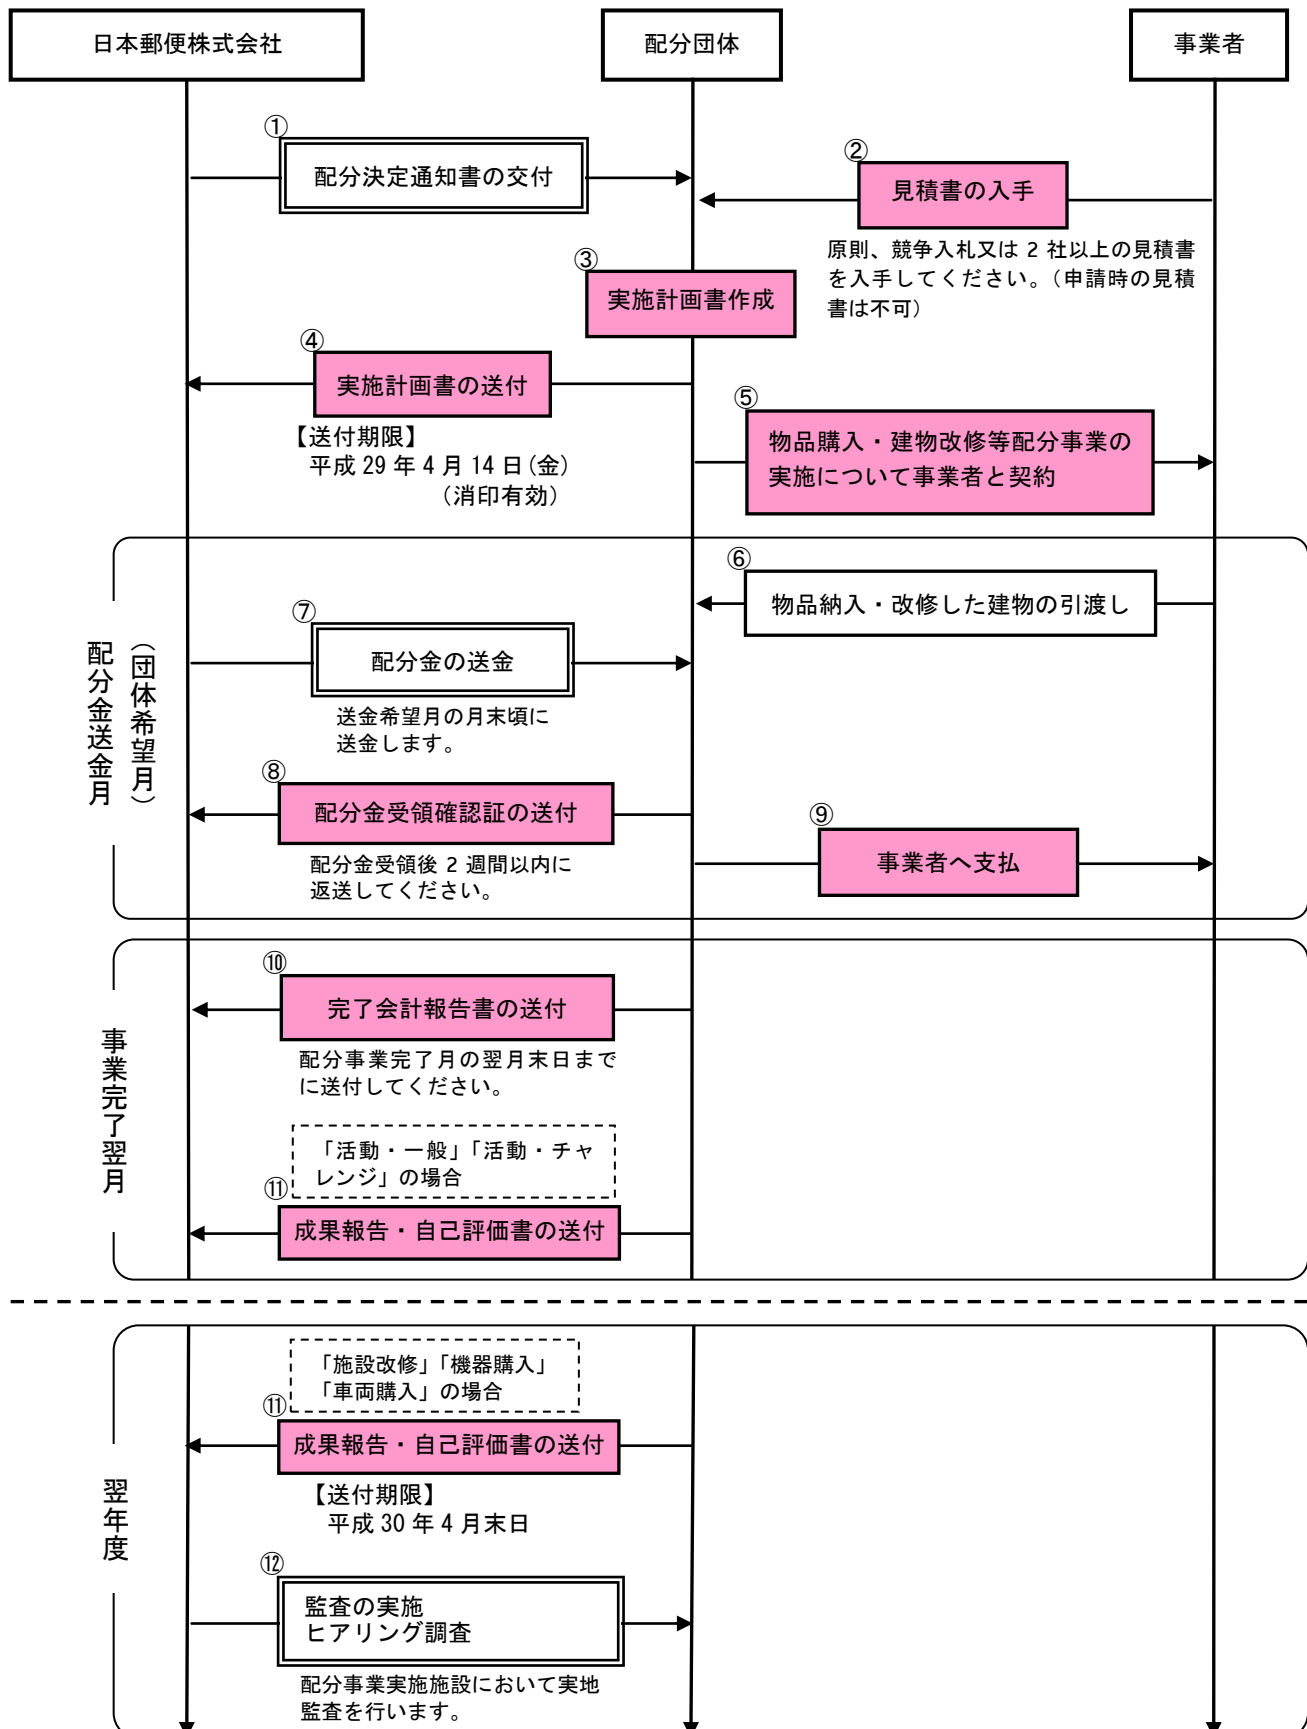 日本郵便株式会社
配分団体
事業者
①
配分決定通知書の交付
②
見積書の入手
原則、競争入札又は 2 社以上の見積書
を入手してください。（申請時の見積
書は不可）
③
実施計画書作成
④
実施計画書の送付
【送付期限】
平成 29 年 4 月 14 日（金）
（消印有効）
⑤
物品購入・建物改修等配分事業の
実施について事業者と契約
配分金送金月
（団体希望月）
⑥
物品納入・改修した建物の引渡し
⑦
配分金の送金
送金希望月の月末頃に
送金します。
⑧
配分金受領確認証の送付
配分金受領後 2 週間以内に
返送してください。
⑨
事業者へ支払
事業完了翌月
⑩
完了会計報告書の送付
配分事業完了月の翌月末日まで
に送付してください。
「活動・一般」「活動・チャ
レンジ」の場合
⑪
成果報告・自己評価書の送付
翌年度
「施設改修」「機器購入」
「車両購入」の場合
⑪
成果報告・自己評価書の送付
【送付期限】
平成 30 年 4 月末日
⑫
監査の実施
ヒアリング調査
配分事業実施施設において実地
監査を行います。